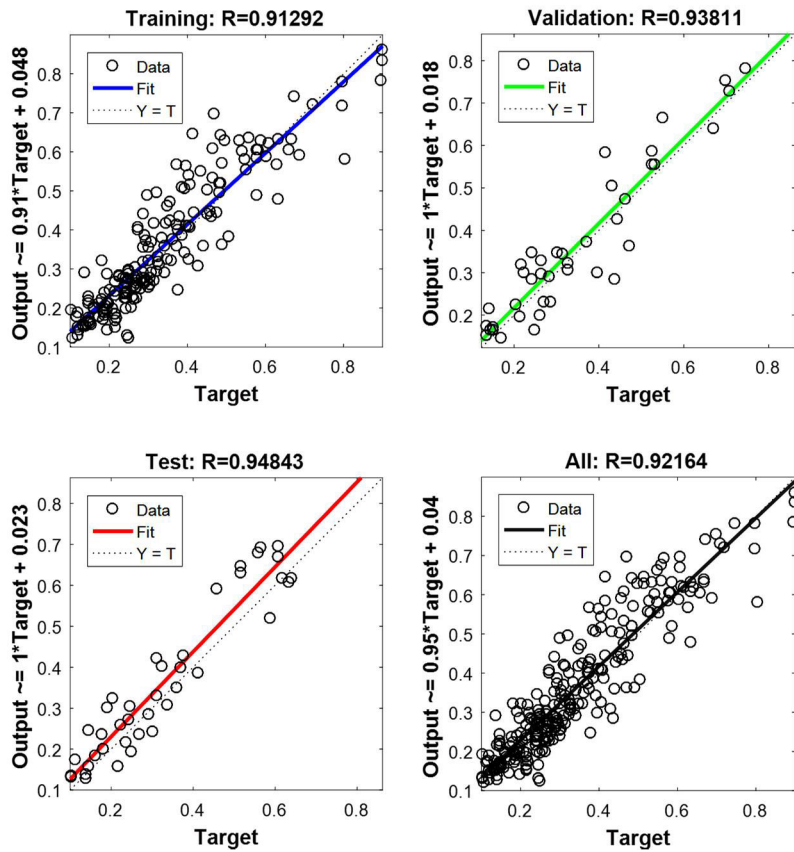 Training: R=0.91292
Data
Fit
Y = T
Output ~= 0.91*Target + 0.048
0.8
0.7
0.6
0.5
0.4
0.3
0.2
0.1
0.2
0.4
0.6
0.8
Target
Validation: R=0.93811
Data
Fit
Y = T
Output ~= 1*Target + 0.018
0.8
0.7
0.6
0.5
0.4
0.3
0.2
0.2
0.4
0.6
0.8
Target
Test: R=0.94843
Data
Fit
Y = T
Output ~= 1*Target + 0.023
0.8
0.7
0.6
0.5
0.4
0.3
0.2
0.1
0.2
0.4
0.6
0.8
Target
All: R=0.92164
Data
Fit
Y = T
Output ~= 0.95*Target + 0.04
0.8
0.7
0.6
0.5
0.4
0.3
0.2
0.1
0.2
0.4
0.6
0.8
Target